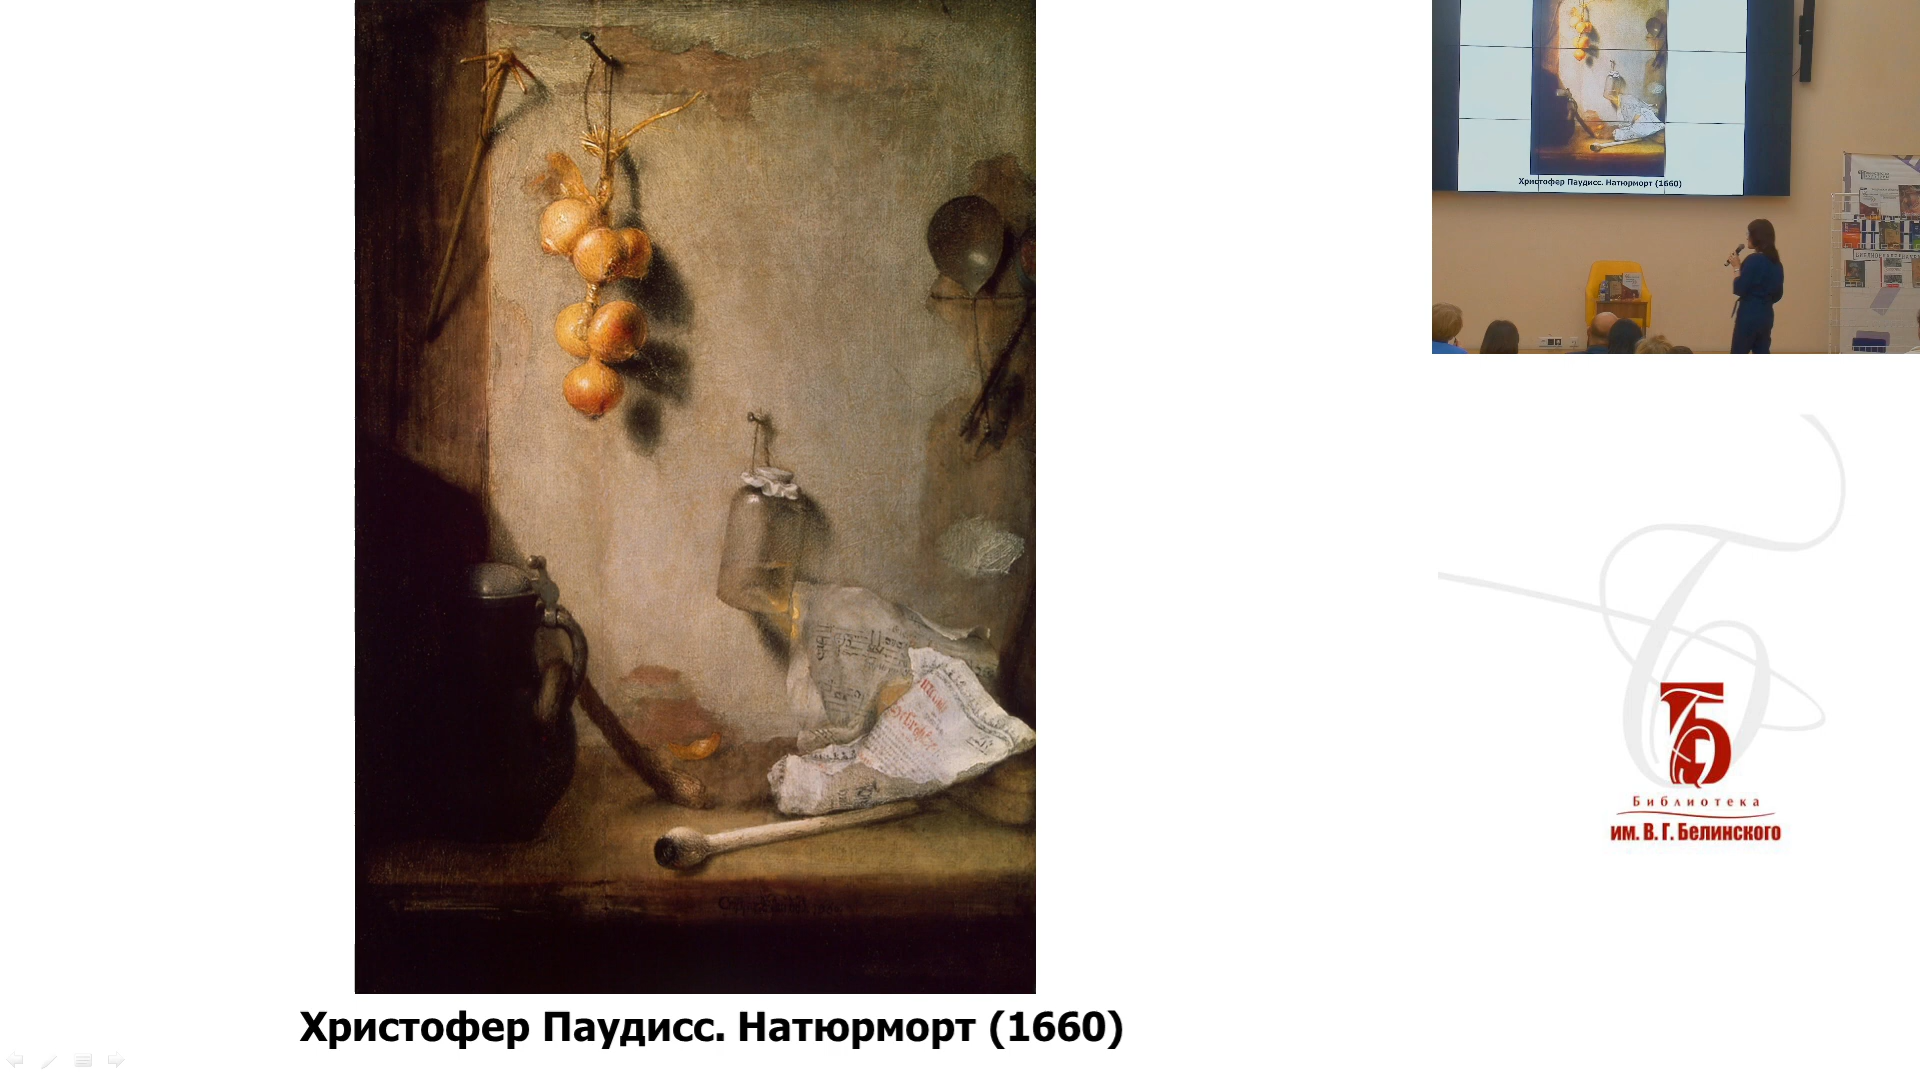 Христофер Паудисс. Натюрморт (1660)
Христофер Паудисс. Натюрморт (1660)
Библиотека
им. В. Г. Белинского